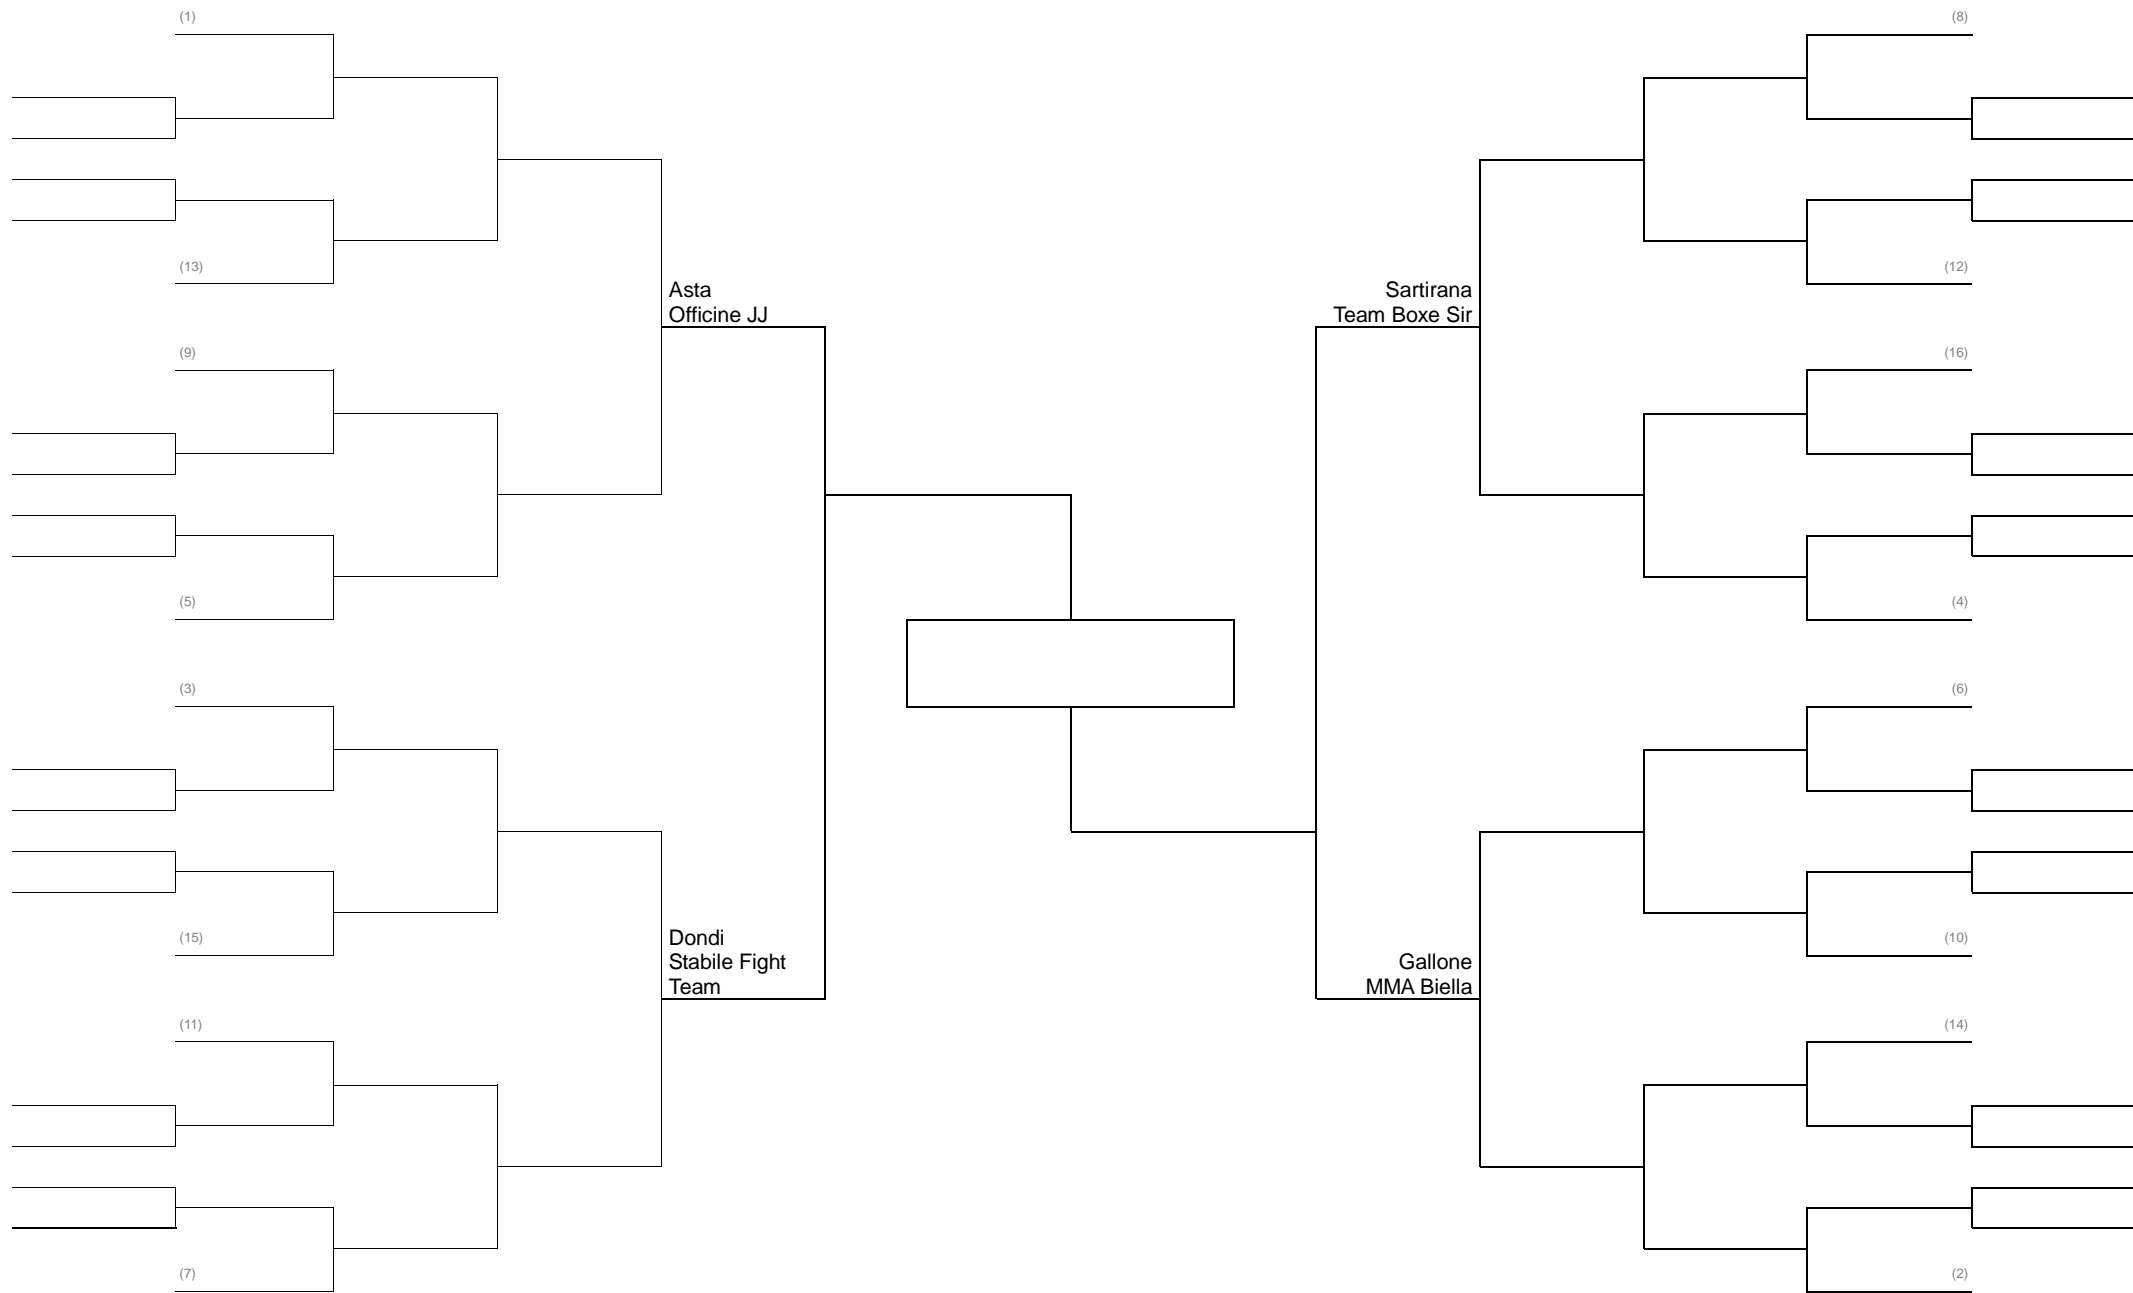 (1)
(8)
(13)
(12)
Asta
Officine JJ
Sartirana
Team Boxe Sir
(9)
(16)
(5)
(4)
(3)
(6)
(15)
(10)
Dondi
Stabile Fight
Team
Gallone
MMA Biella
(11)
(14)
(7)
(2)